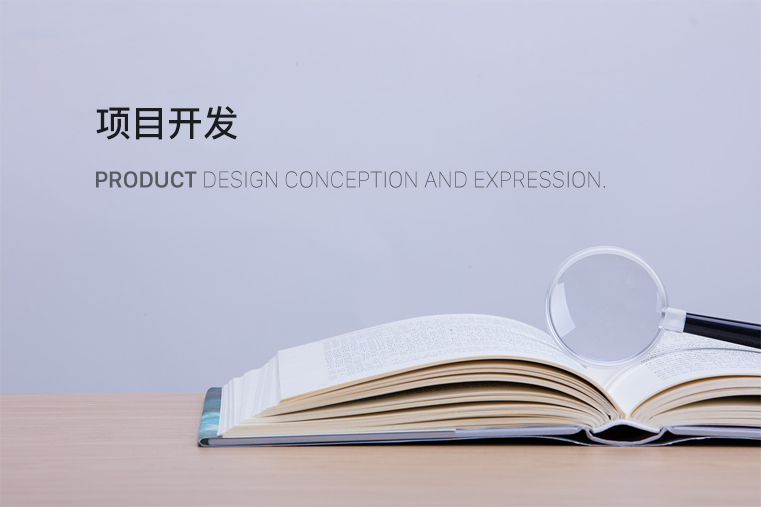 项目开发
PRODUCT DESIGN CONCEPTION AND EXPRESSION.